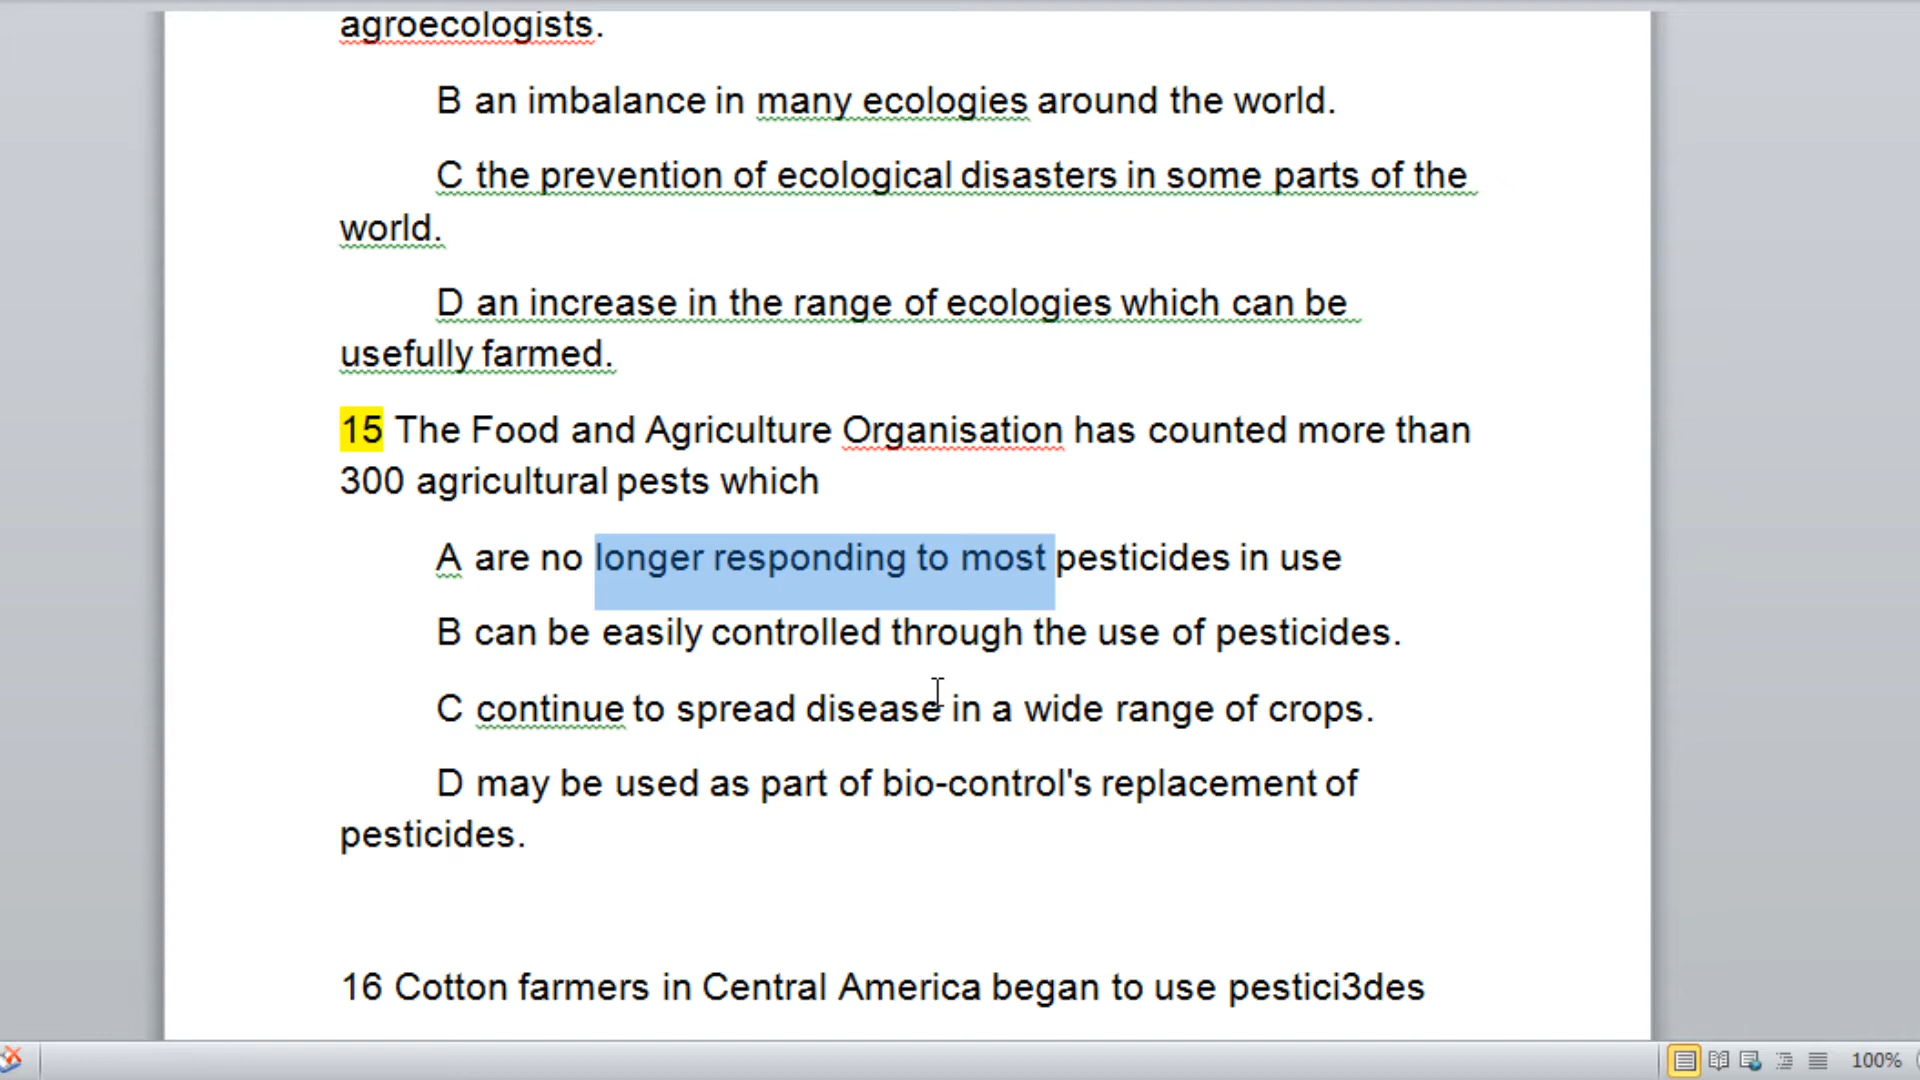 agroecologists.
B an imbalance in many ecologies around the world.
C the prevention of ecological disasters in some parts of the
world.
D an increase in the range of ecologies which can be
usefully farmed.
15 The Food and Agriculture Organisation has counted more than
300 agricultural pests which
A are no longer responding to most pesticides in use
B can be easily controlled through the use of pesticides.
C continue to spread disease in a wide range of crops.
D may be used as part of bio-control's replacement of
pesticides.
16 Cotton farmers in Central America began to use pestici3des
100%